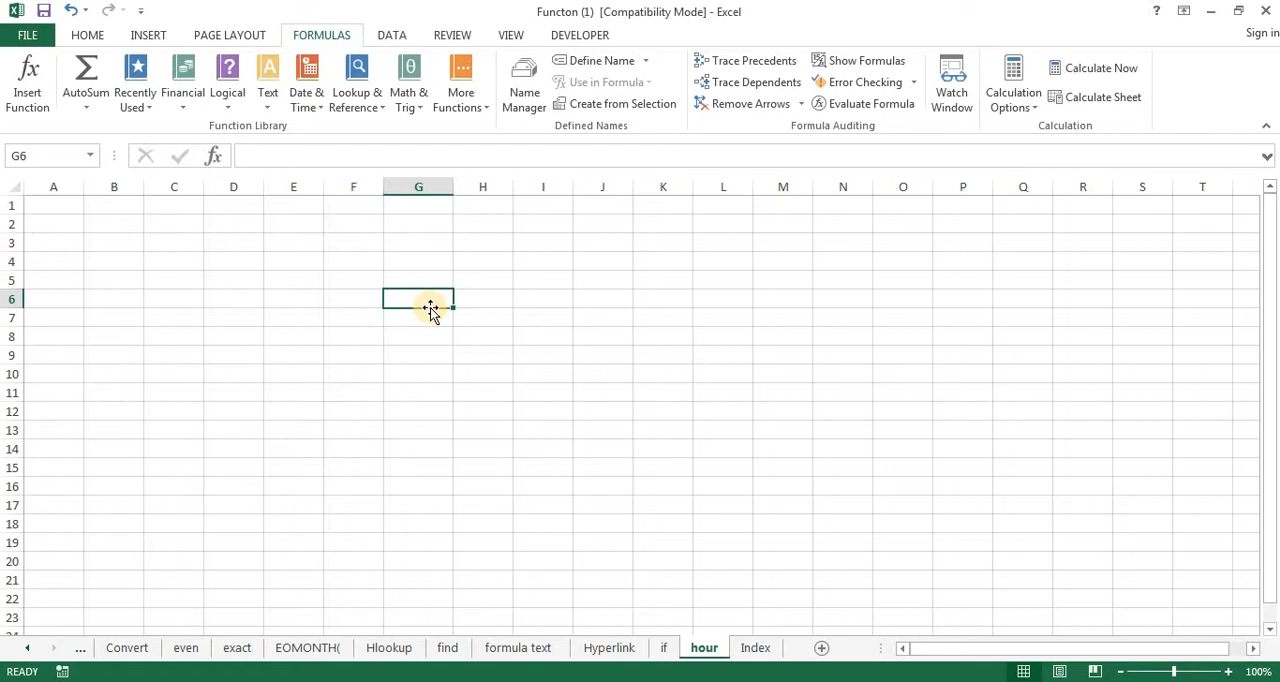 Functon (1) [Compatibility Mode] - Excel
?
FILE HOME INSERT PAGE LAYOUT FORMULAS DATA REVIEW VIEW DEVELOPER Sign in
fx Insert Function
Σ AutoSum
Recently Used
Financial
Logical
Text
Date & Time
Lookup & Reference
Math & Trig
More Functions
Function Library
Name Manager
Define Name
Use in Formula
Create from Selection
Defined Names
Trace Precedents
Trace Dependents
Remove Arrows
Show Formulas
Error Checking
Evaluate Formula
Formula Auditing
Watch Window
Calculation Options
Calculate Now
Calculate Sheet
Calculation
G6 fx
A B C D E F G H I J K L M N O P Q R S T
1
2
3
4
5
6
7
8
9
10
11
12
13
14
15
16
17
18
19
20
21
22
23
... Convert even exact EOMONTH( Hlookup find formula text Hyperlink if hour Index
READY 100%